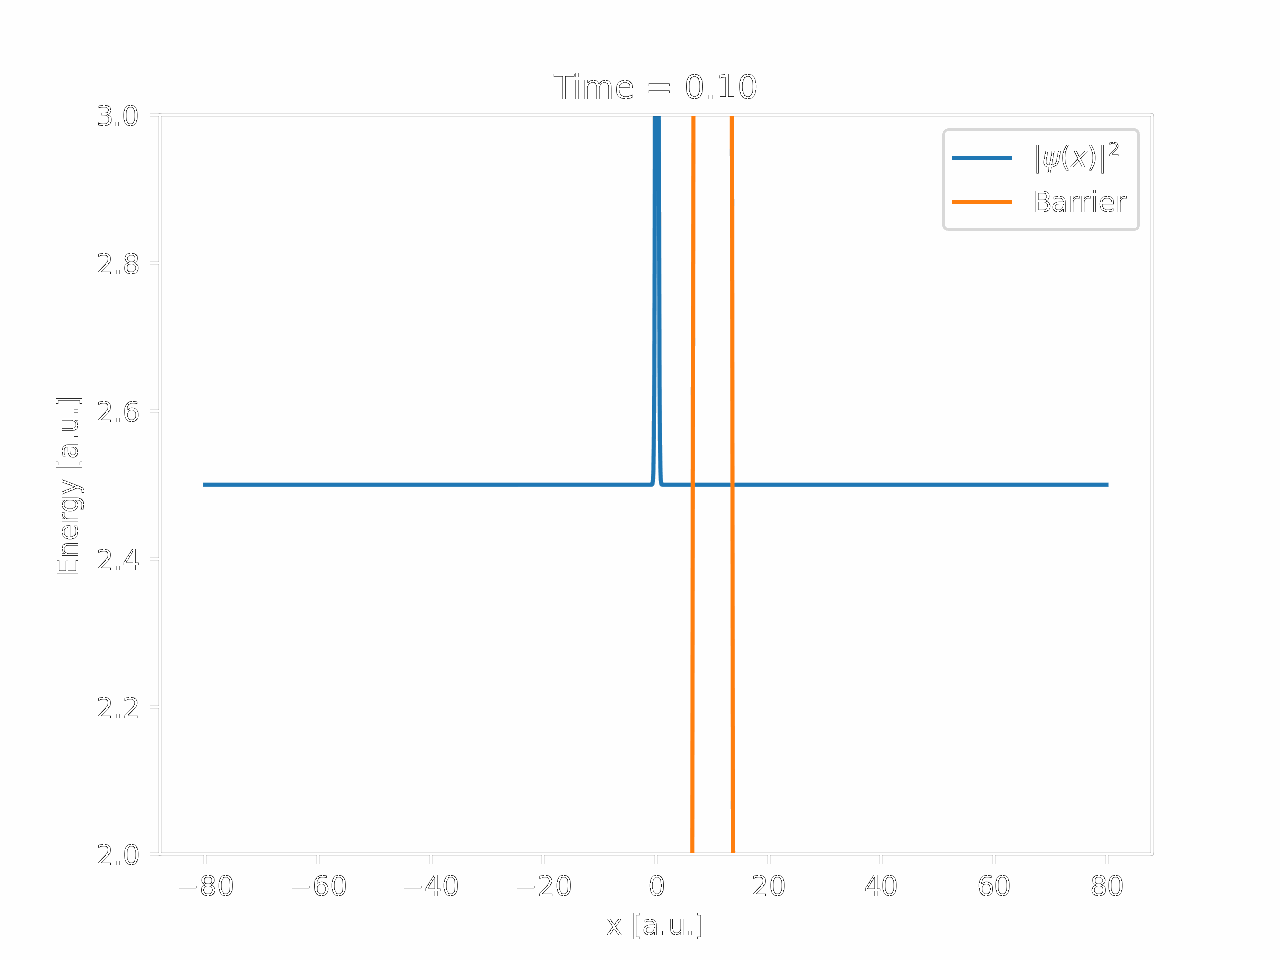 Time = 0.10
|ψ(x)|²
Barrier
Energy [a.u.]
3.0
2.8
2.6
2.4
2.2
2.0
−80 −60 −40 −20 0 20 40 60 80
x [a.u.]